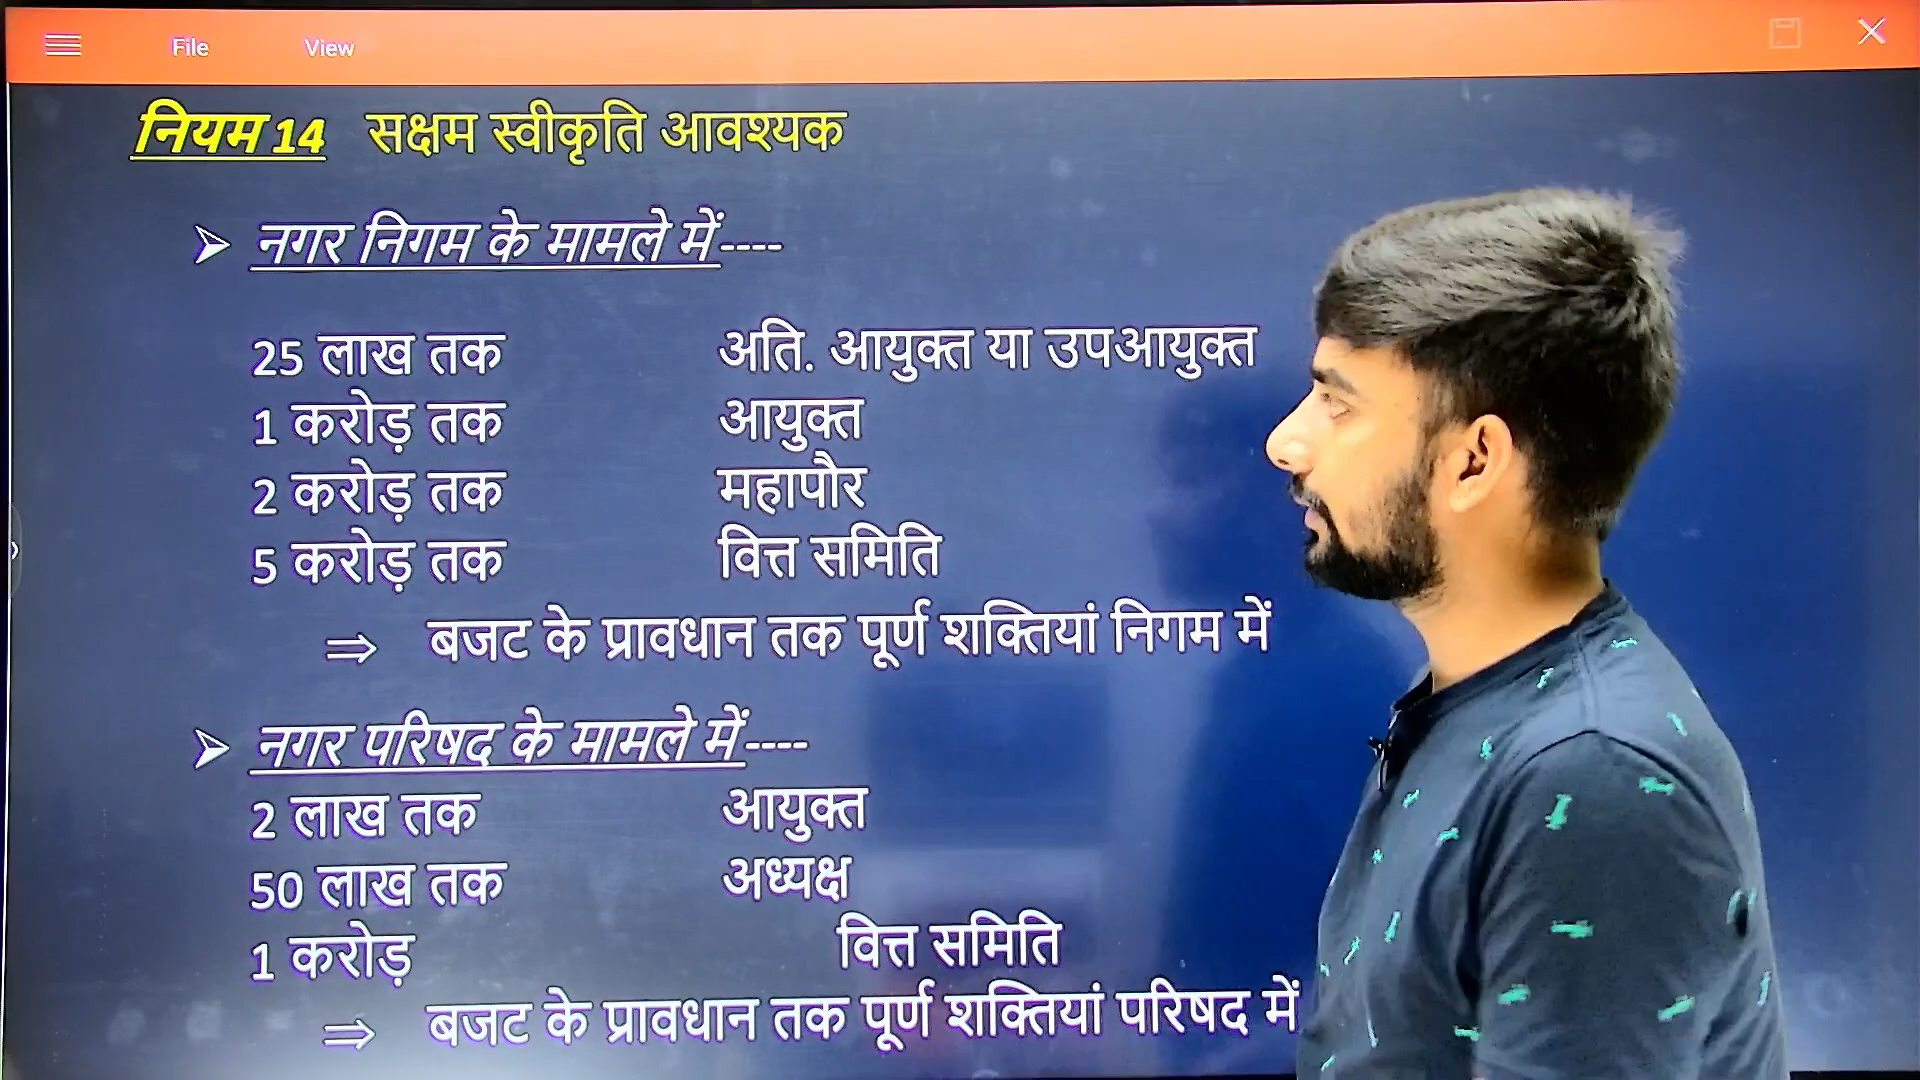 File View
नियम 14 सक्षम स्वीकृति आवश्यक
➢ नगर निगम के मामले में----
25 लाख तक अति. आयुक्त या उपआयुक्त
1 करोड़ तक आयुक्त
2 करोड़ तक महापौर
5 करोड़ तक वित्त समिति
⇒ बजट के प्रावधान तक पूर्ण शक्तियां निगम में
➢ नगर परिषद के मामले में----
2 लाख तक आयुक्त
50 लाख तक अध्यक्ष
1 करोड़ वित्त समिति
⇒ बजट के प्रावधान तक पूर्ण शक्तियां परिषद में